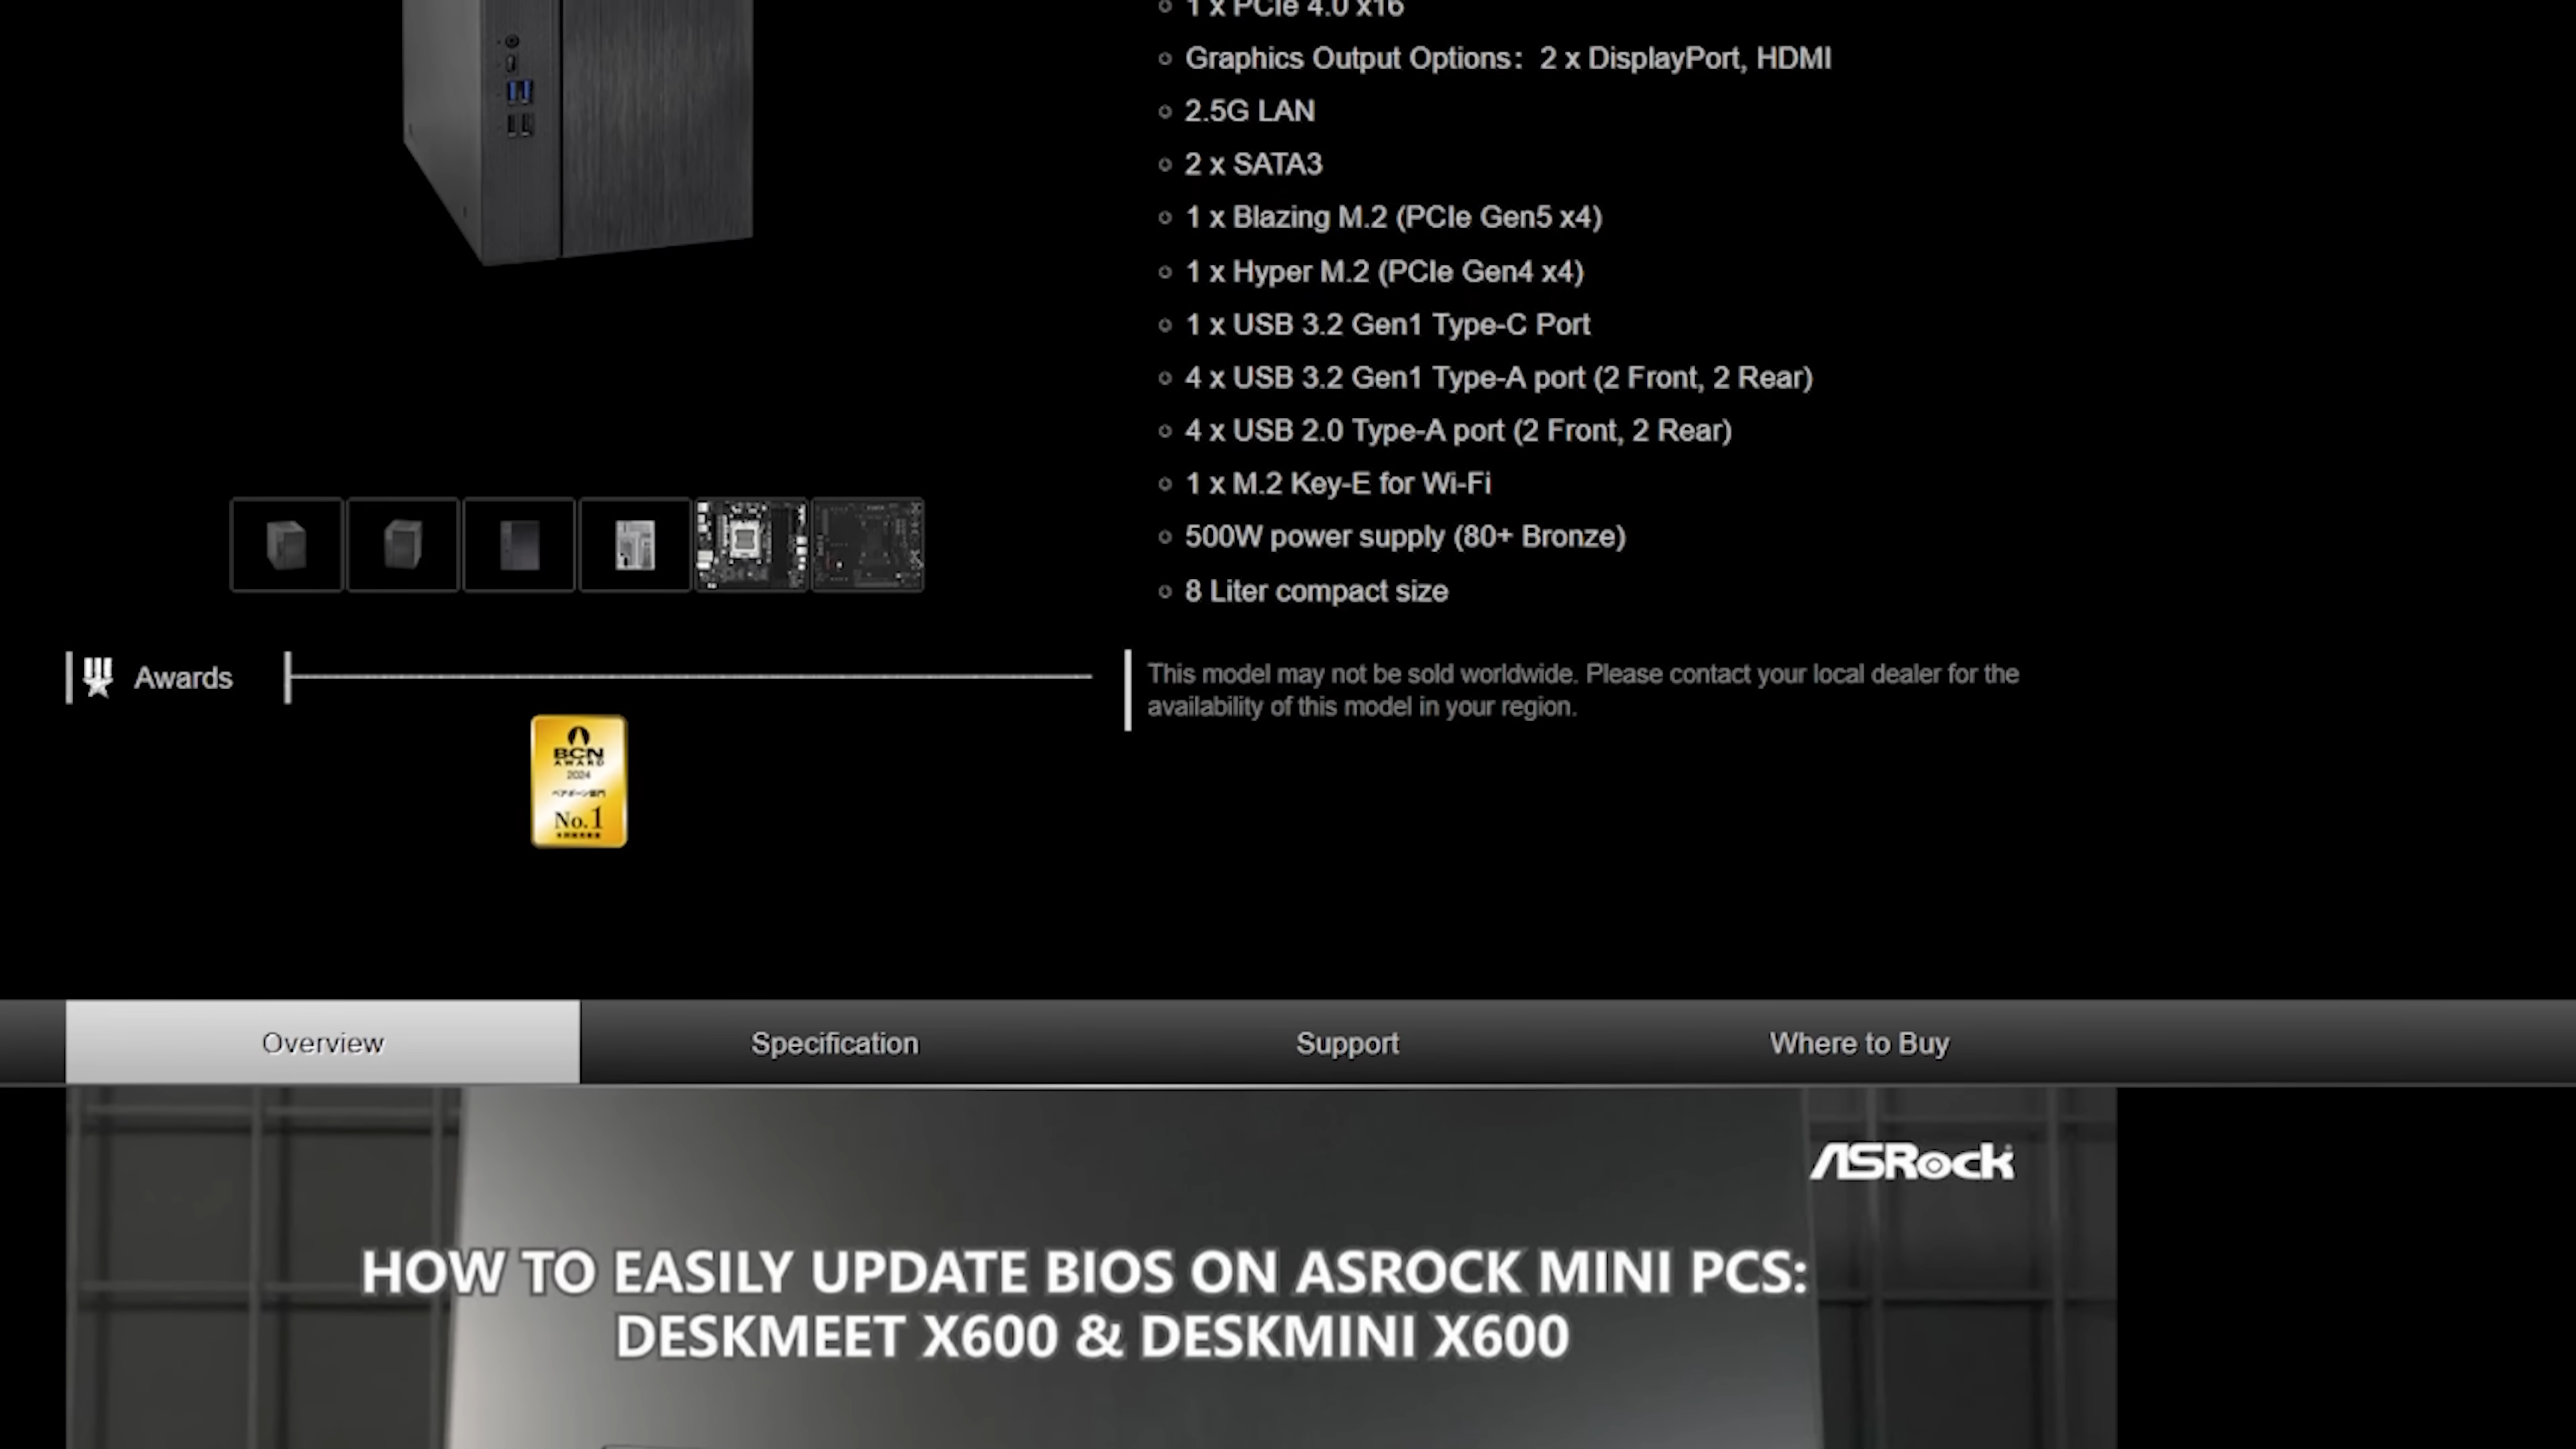 1 x PCIe 4.0 x16
Graphics Output Options: 2 x DisplayPort, HDMI
2.5G LAN
2 x SATA3
1 x Blazing M.2 (PCIe Gen5 x4)
1 x Hyper M.2 (PCIe Gen4 x4)
1 x USB 3.2 Gen1 Type-C Port
4 x USB 3.2 Gen1 Type-A port (2 Front, 2 Rear)
4 x USB 2.0 Type-A port (2 Front, 2 Rear)
1 x M.2 Key-E for Wi-Fi
500W power supply (80+ Bronze)
8 Liter compact size
Awards
This model may not be sold worldwide. Please contact your local dealer for the
availability of this model in your region.
BCN
AWARD
2024
No.1
Overview
Specification
Support
Where to Buy
ASRock
HOW TO EASILY UPDATE BIOS ON ASROCK MINI PCS:
DESKMEET X600 & DESKMINI X600